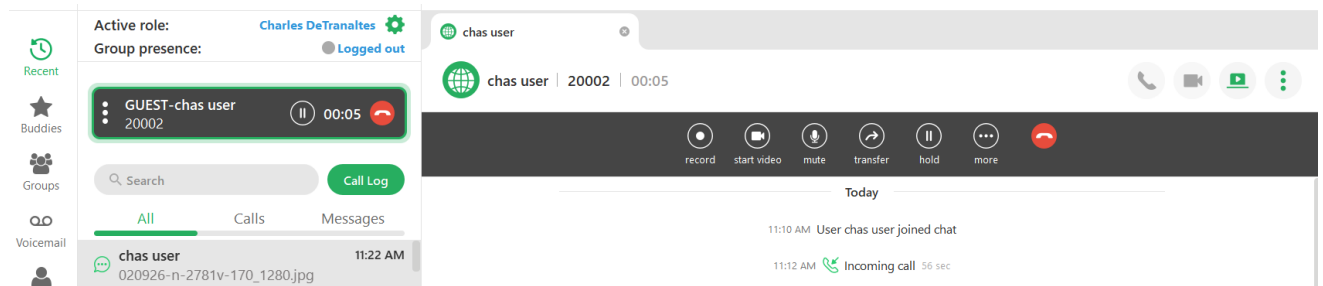 Active role: Charles DeTranaltes
Group presence: Logged out
Recent
Buddies
Groups
Voicemail
GUEST-chas user
20002
00:05
Search
Call Log
All Calls Messages
chas user 11:22 AM
020926-n-2781v-170_1280.jpg
chas user
chas user 20002 00:05
record start video mute transfer hold more
Today
11:10 AM User chas user joined chat
11:12 AM Incoming call 56 sec